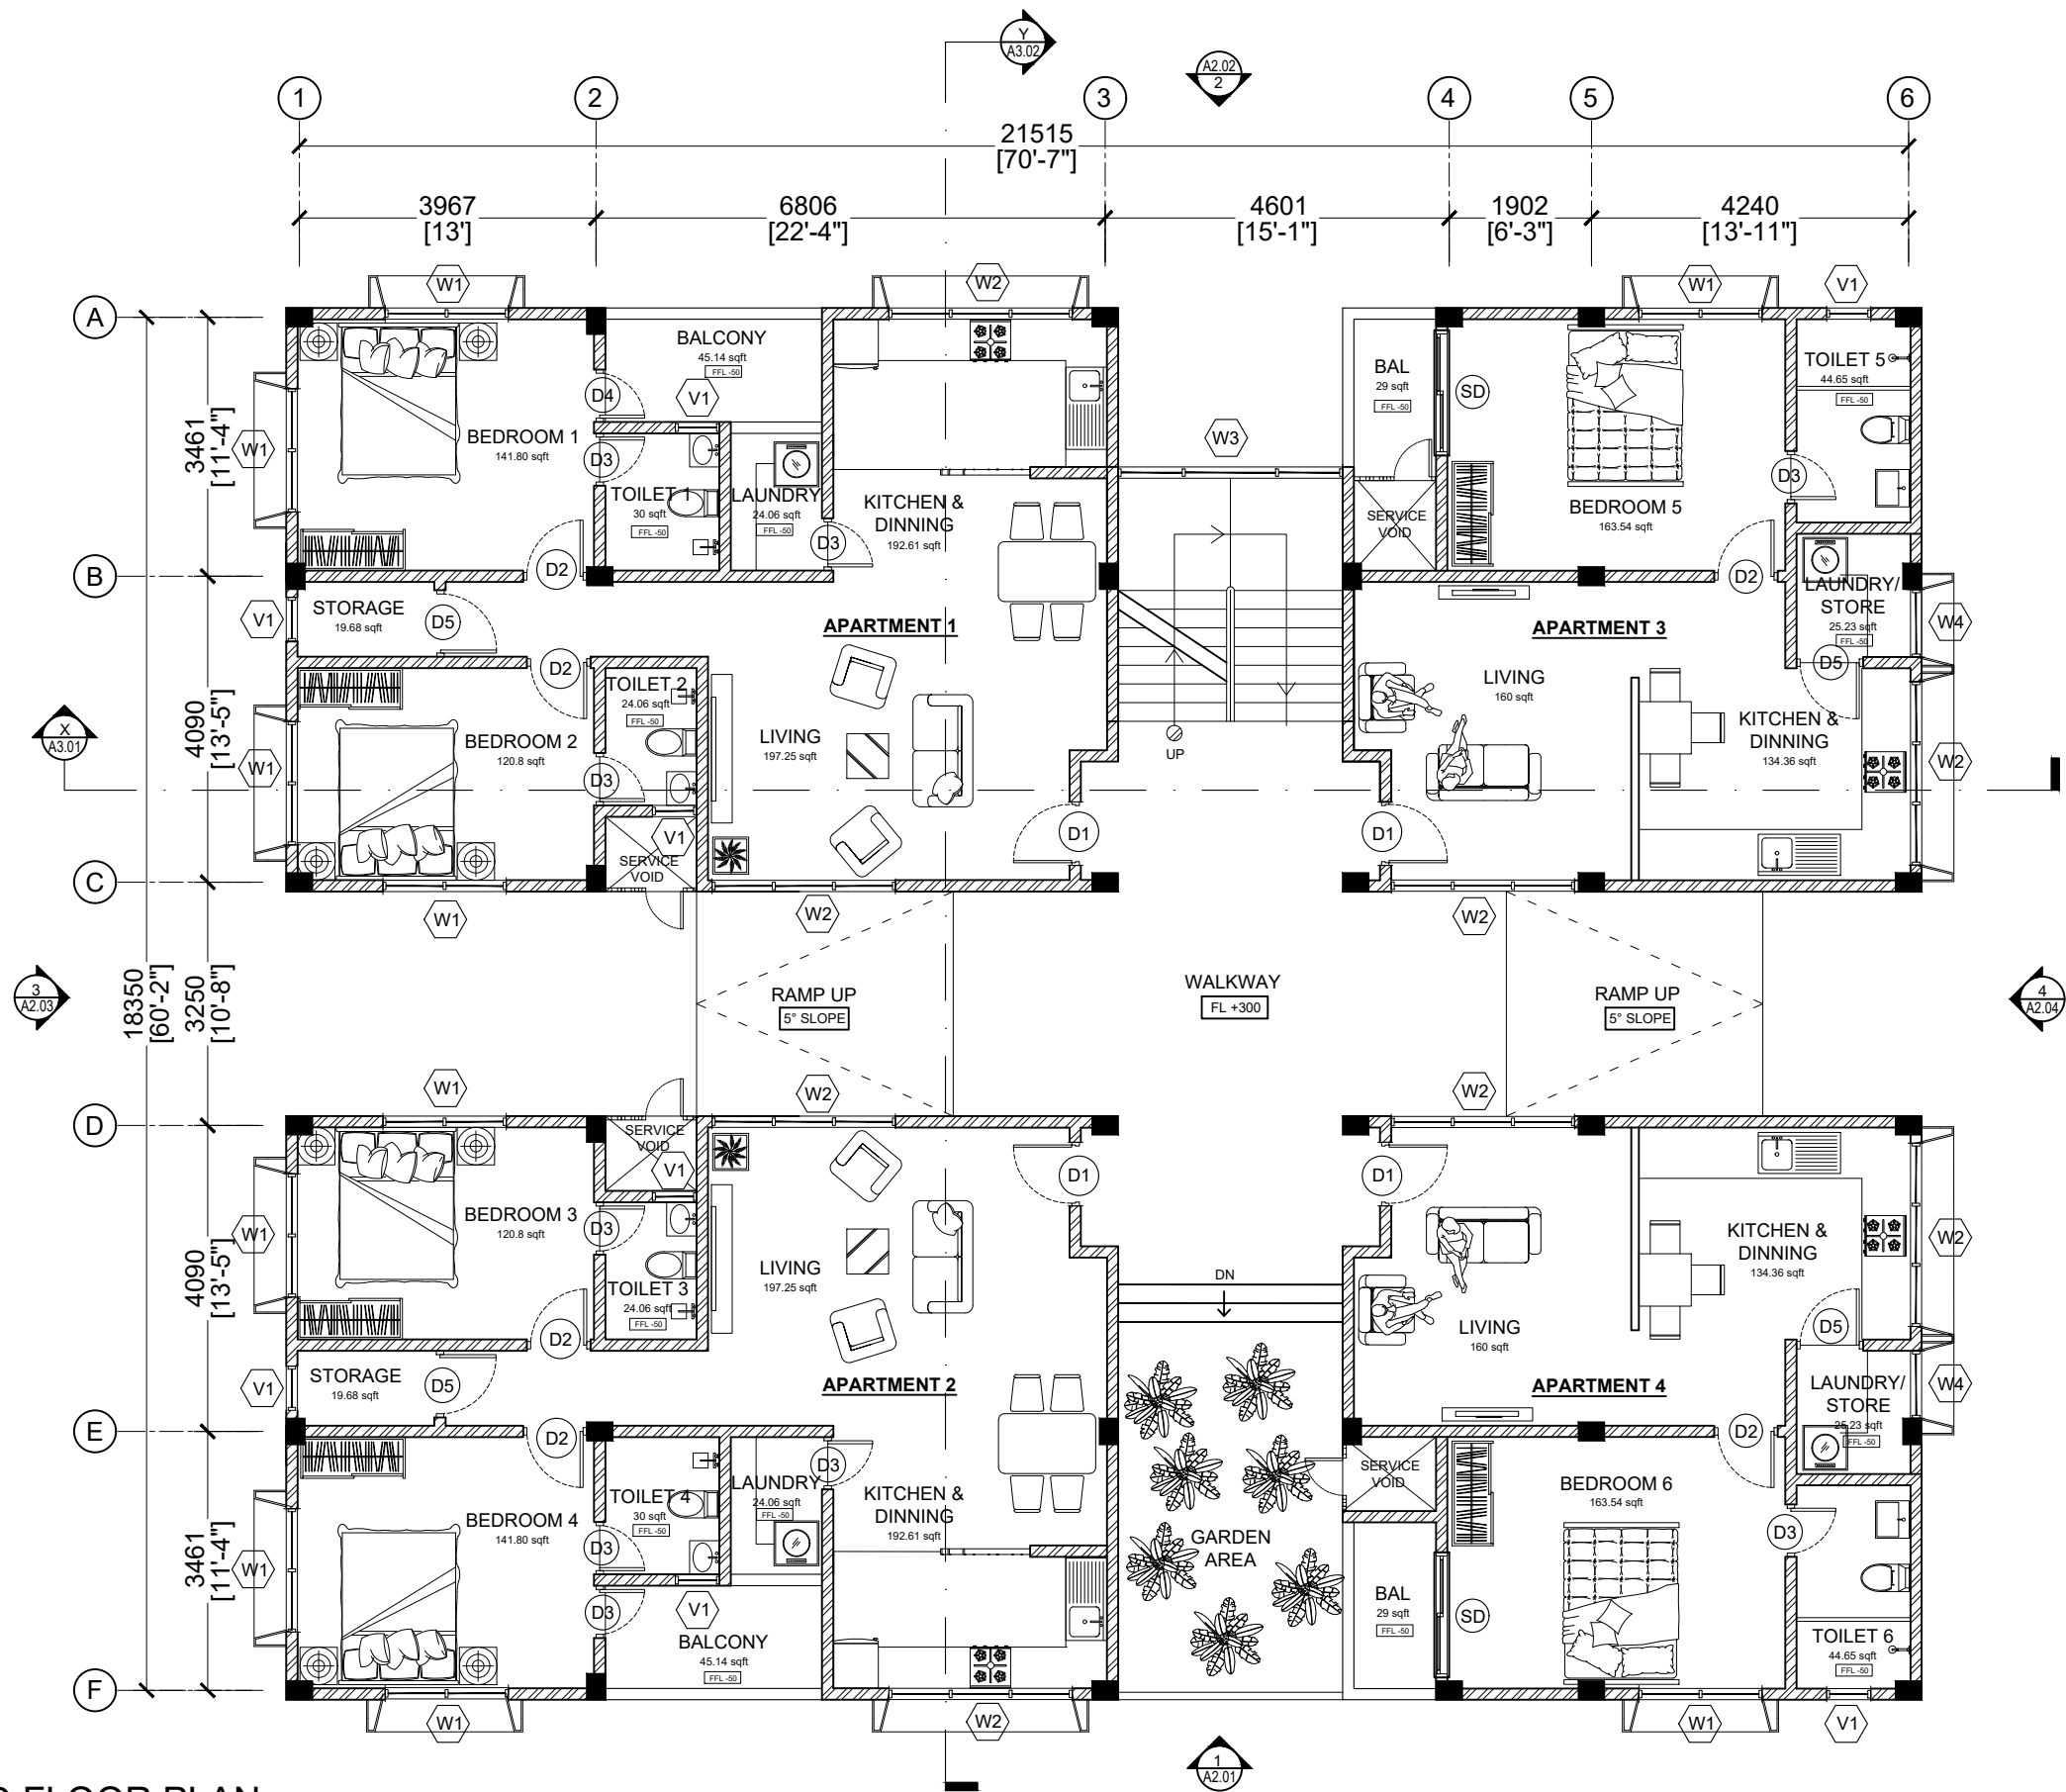 Y
A3.02
A2.02
2
1
2
3
4
5
6
21515
[70'-7"]
3967
[13']
6806
[22'-4"]
4601
[15'-1"]
1902
[6'-3"]
4240
[13'-11"]
W1
W2
W1
V1
A
BALCONY
45.14 sqft
FFL -50
BAL
29 sqft
FFL -50
SD
TOILET 5
44.65 sqft
FFL -50
D4
V1
3461
[11'-4"]
W1
BEDROOM 1
141.80 sqft
D3
W3
D3
TOILET 1
30 sqft
FFL -50
LAUNDRY
24.06 sqft
FFL -50
KITCHEN &
DINNING
192.61 sqft
D3
SERVICE
VOID
BEDROOM 5
163.54 sqft
B
D2
D2
STORAGE
19.68 sqft
V1
D5
APARTMENT 1
APARTMENT 3
LAUNDRY/
STORE
25.23 sqft
FFL -50
W4
D2
D5
TOILET 2
24.06 sqft
FFL -50
LIVING
160 sqft
X
A3.01
4090
[13'-5"]
W1
BEDROOM 2
120.8 sqft
LIVING
197.25 sqft
UP
KITCHEN &
DINNING
134.36 sqft
W2
D3
V1
D1
D1
SERVICE
VOID
C
W1
W2
W2
3
A2.03
18350
[60'-2"]
3250
[10'-8"]
RAMP UP
5° SLOPE
WALKWAY
FL +300
RAMP UP
5° SLOPE
4
A2.04
W1
W2
W2
D
SERVICE
VOID
V1
D1
D1
4090
[13'-5"]
W1
BEDROOM 3
120.8 sqft
D3
LIVING
197.25 sqft
KITCHEN &
DINNING
134.36 sqft
W2
TOILET 3
24.06 sqft
FFL -50
DN
D2
LIVING
160 sqft
D5
V1
STORAGE
19.68 sqft
D5
APARTMENT 2
APARTMENT 4
LAUNDRY/
STORE
25.23 sqft
FFL -50
W4
E
D2
D2
D3
TOILET 4
30 sqft
FFL -50
LAUNDRY
24.06 sqft
FFL -50
KITCHEN &
DINNING
192.61 sqft
SERVICE
VOID
BEDROOM 6
163.54 sqft
3461
[11'-4"]
W1
BEDROOM 4
141.80 sqft
D3
GARDEN
AREA
D3
D3
V1
BAL
29 sqft
FFL -50
SD
BALCONY
45.14 sqft
FFL -50
TOILET 6
44.65 sqft
FFL -50
F
W1
W2
W1
V1
1
A2.01
FLOOR PLAN